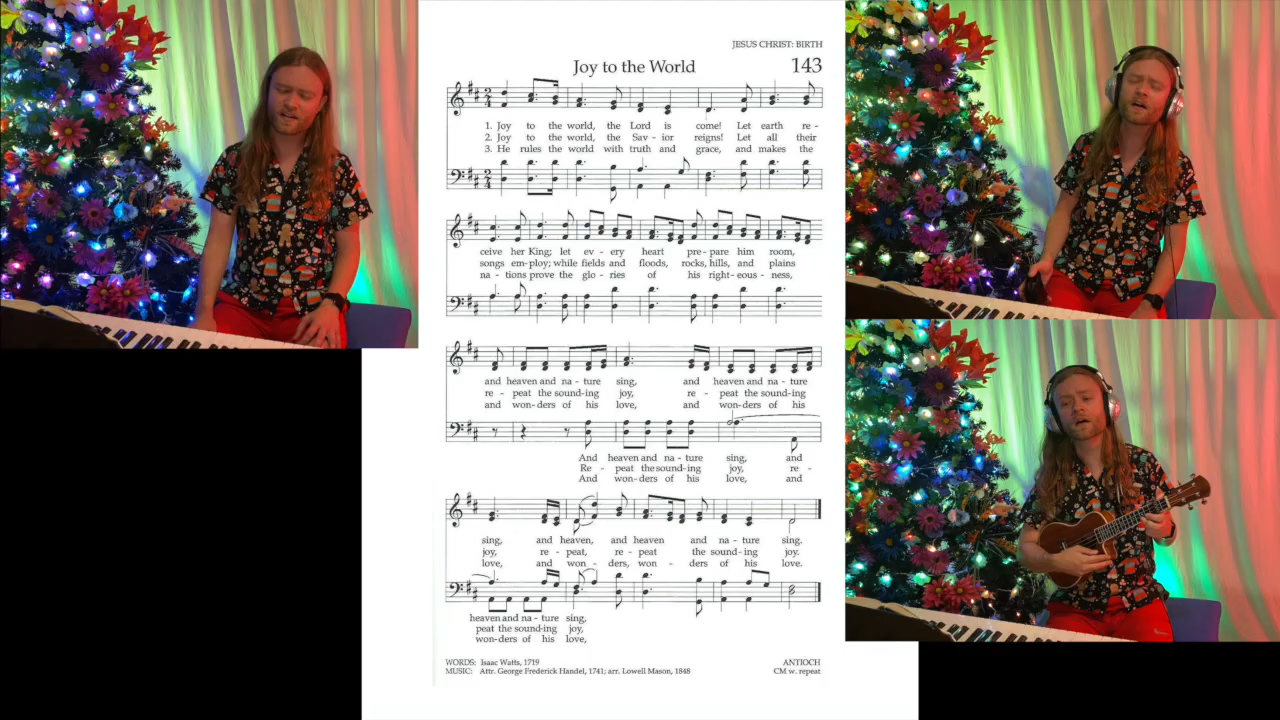 JESUS CHRIST: BIRTH
Joy to the World 143
1. Joy to the world, the Lord is come! Let earth re -
2. Joy to the world, the Sav - ior reigns! Let all their
3. He rules the world with truth and grace, and makes the
ceive her King; let ev - ery heart pre - pare him room,
songs em - ploy; while fields and floods, rocks, hills, and plains
na - tions prove the glo - ries of his right - eous - ness,
and heaven and na - ture sing, and heaven and na - ture
re - peat the sound - ing joy, re - peat the sound - ing
and won - ders of his love, and won - ders of his
And heaven and na - ture sing, and
Re - peat the sound - ing joy, re -
And won - ders of his love, and
sing, and heaven, and heaven and na - ture sing.
joy, re - peat, re - peat the sound - ing joy.
love, and won - ders, won - ders of his love.
heaven and na - ture sing,
peat the sound - ing joy,
won - ders of his love,
WORDS: Isaac Watts, 1719 ANTIOCH
MUSIC: Attr. George Frederick Handel, 1741; arr. Lowell Mason, 1848 CM w. repeat